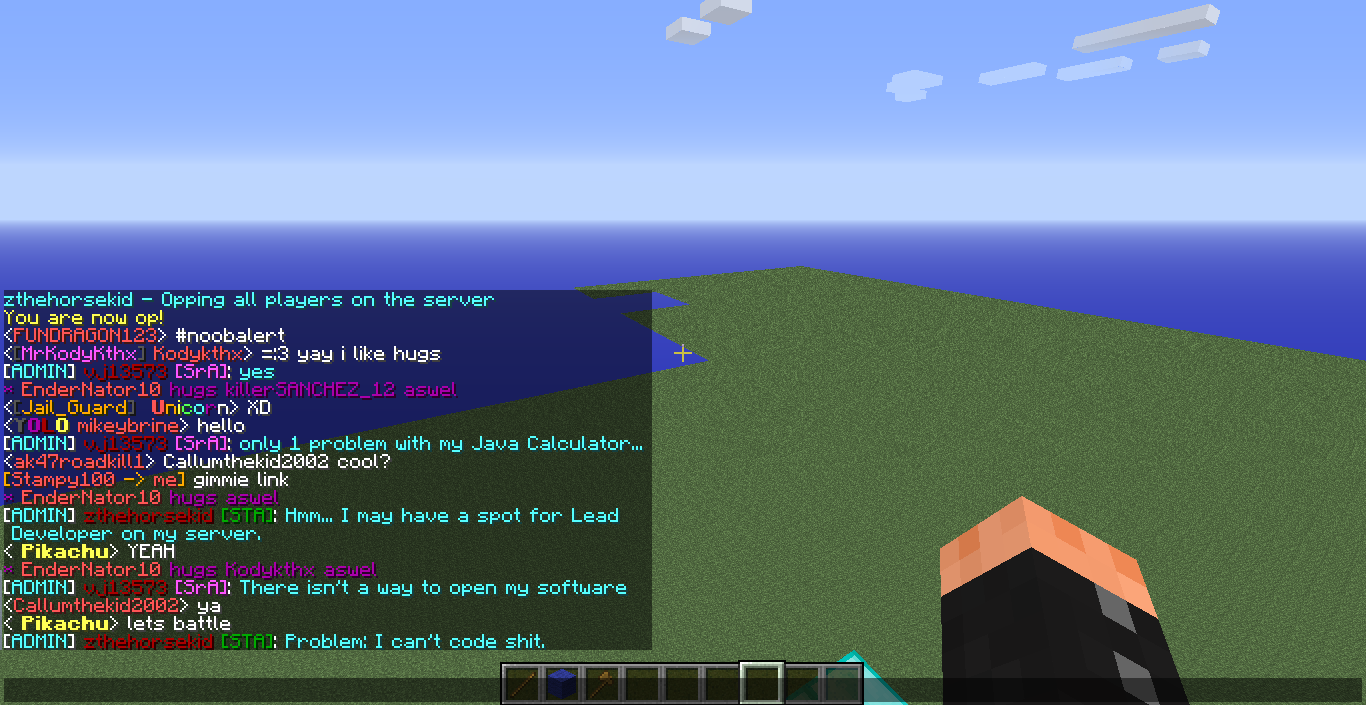 zthehorsekid - Opping all players on the server
You are now op!
<FUNDRAGON123> #noobalert
<[MrKodyKthx] Kodykthx> =:3 yay i like hugs
[ADMIN] vj13573 [SrA]: yes
* EnderNator10 hugs killerSANCHEZ_12 aswel
<[Jail_Guard] Unicorn> XD
<YOLO mikeybrine> hello
[ADMIN] vj13573 [SrA]: only 1 problem with my Java Calculator...
<ak47roadkill1> Callumthekid2002 cool?
[Stampy100 -> me] gimmie link
* EnderNator10 hugs aswel
[ADMIN] zthehorsekid [STA]: Hmm... I may have a spot for Lead
Developer on my server.
< Pikachu> YEAH
* EnderNator10 hugs Kodykthx aswel
[ADMIN] vj13573 [SrA]: There isn't a way to open my software
<Callumthekid2002> ya
< Pikachu> lets battle
[ADMIN] zthehorsekid [STA]: Problem: I can't code shit.